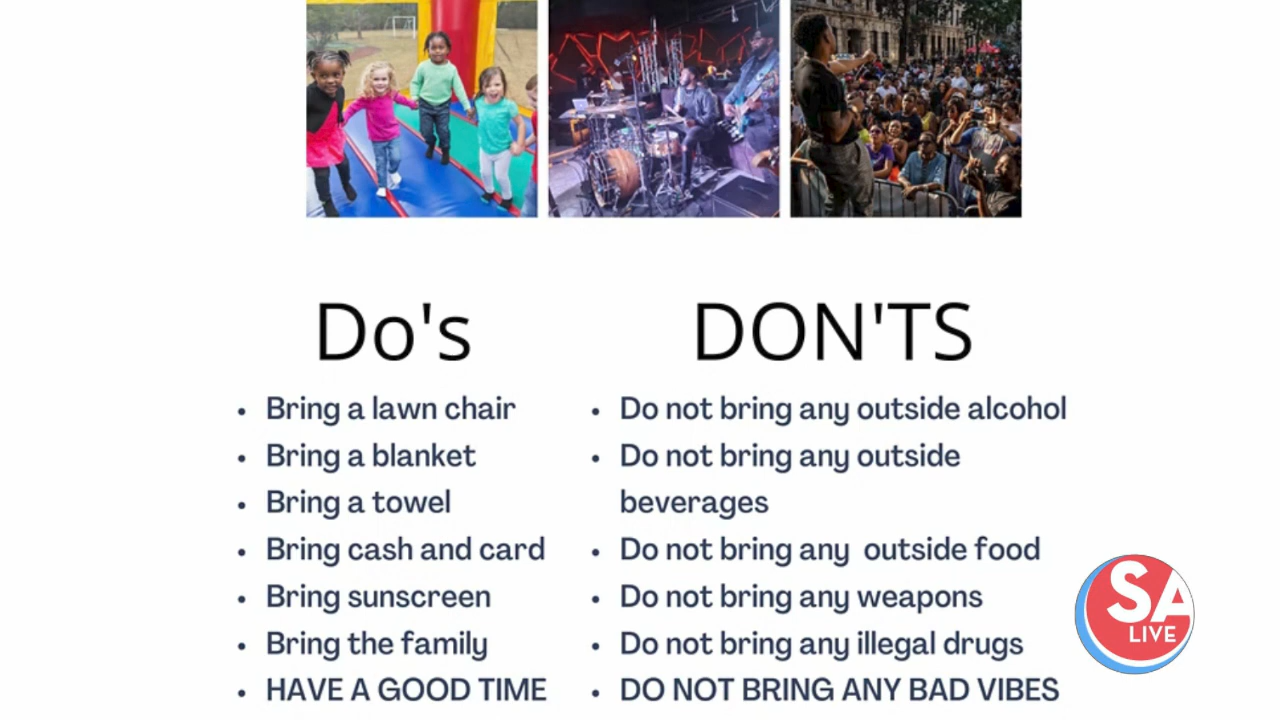 Do's
Bring a lawn chair
Bring a blanket
Bring a towel
Bring cash and card
Bring sunscreen
Bring the family
HAVE A GOOD TIME
DON'TS
Do not bring any outside alcohol
Do not bring any outside
beverages
Do not bring any outside food
Do not bring any weapons
Do not bring any illegal drugs
DO NOT BRING ANY BAD VIBES
SA
LIVE